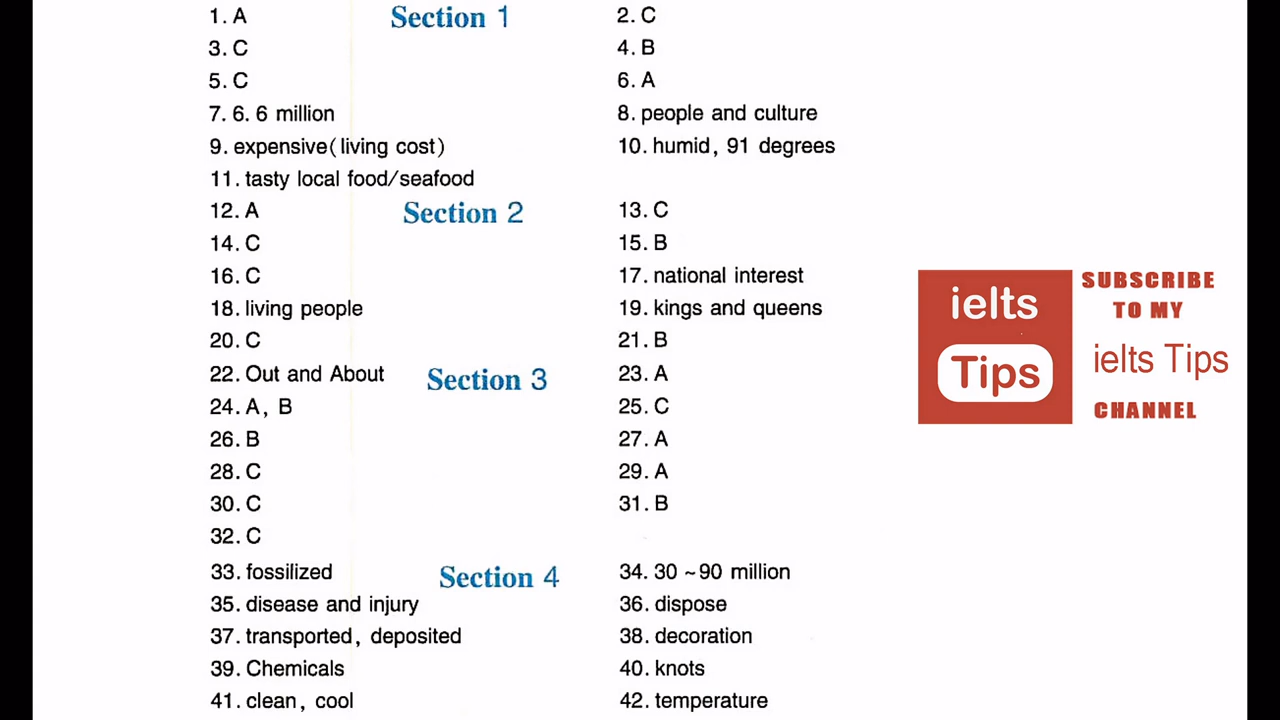 1. A Section 1 2. C
3. C 4. B
5. C 6. A
7. 6. 6 million 8. people and culture
9. expensive(living cost) 10. humid, 91 degrees
11. tasty local food/seafood
12. A Section 2 13. C
14. C 15. B
16. C 17. national interest
18. living people 19. kings and queens
20. C 21. B
22. Out and About Section 3 23. A
24. A, B 25. C
26. B 27. A
28. C 29. A
30. C 31. B
32. C
33. fossilized Section 4 34. 30 ~90 million
35. disease and injury 36. dispose
37. transported, deposited 38. decoration
39. Chemicals 40. knots
41. clean, cool 42. temperature
ielts
Tips
SUBSCRIBE
TO MY
ielts Tips
CHANNEL